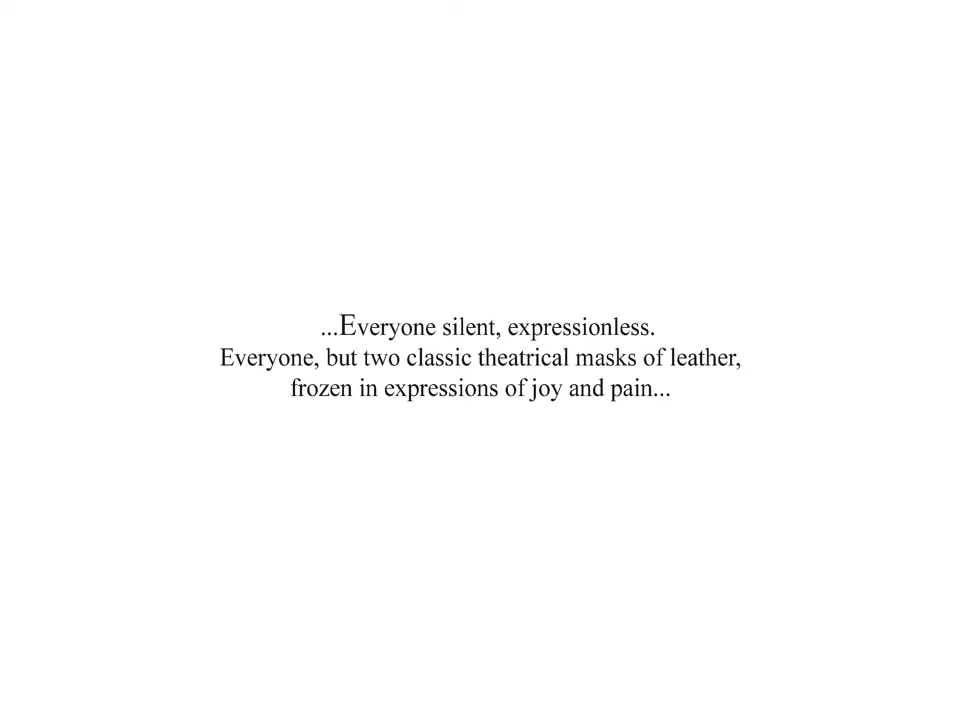 ...Everyone silent, expressionless.
Everyone, but two classic theatrical masks of leather,
frozen in expressions of joy and pain...